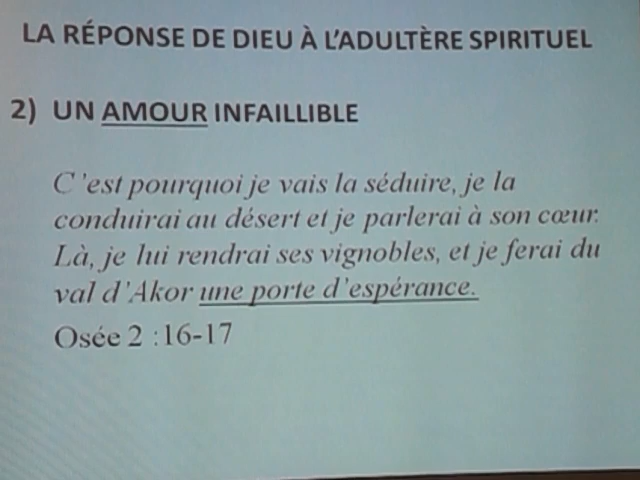 LA RÉPONSE DE DIEU À L'ADULTÈRE SPIRITUEL
2) UN AMOUR INFAILLIBLE
C'est pourquoi je vais la séduire, je la
conduirai au désert et je parlerai à son cœur.
Là, je lui rendrai ses vignobles, et je ferai du
val d'Akor une porte d'espérance.
Osée 2 :16-17